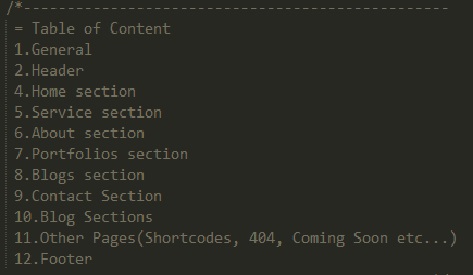 /*--------------------------------------------------
= Table of Content
1.General
2.Header
4.Home section
5.Service section
6.About section
7.Portfolios section
8.Blogs section
9.Contact Section
10.Blog Sections
11.Other Pages(Shortcodes, 404, Coming Soon etc...)
12.Footer